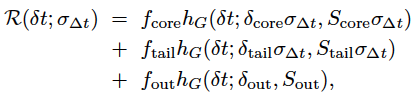 R(δt; σ_Δt) = f_core h_G(δt; δ_core σ_Δt, S_core σ_Δt)
+ f_tail h_G(δt; δ_tail σ_Δt, S_tail σ_Δt)
+ f_out h_G(δt; δ_out, S_out),